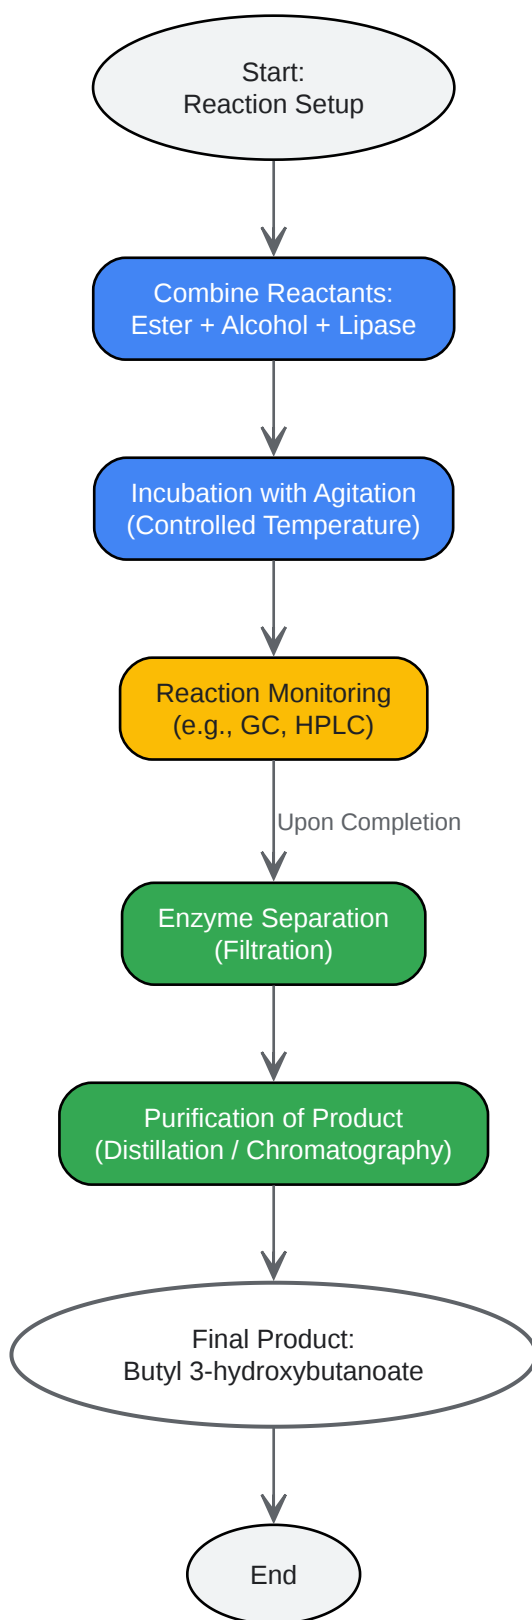 Start:
Reaction Setup
Combine Reactants:
Ester + Alcohol + Lipase
Incubation with Agitation
(Controlled Temperature)
Reaction Monitoring
(e.g., GC, HPLC)
Upon Completion
Enzyme Separation
(Filtration)
Purification of Product
(Distillation / Chromatography)
Final Product:
Butyl 3-hydroxybutanoate
End